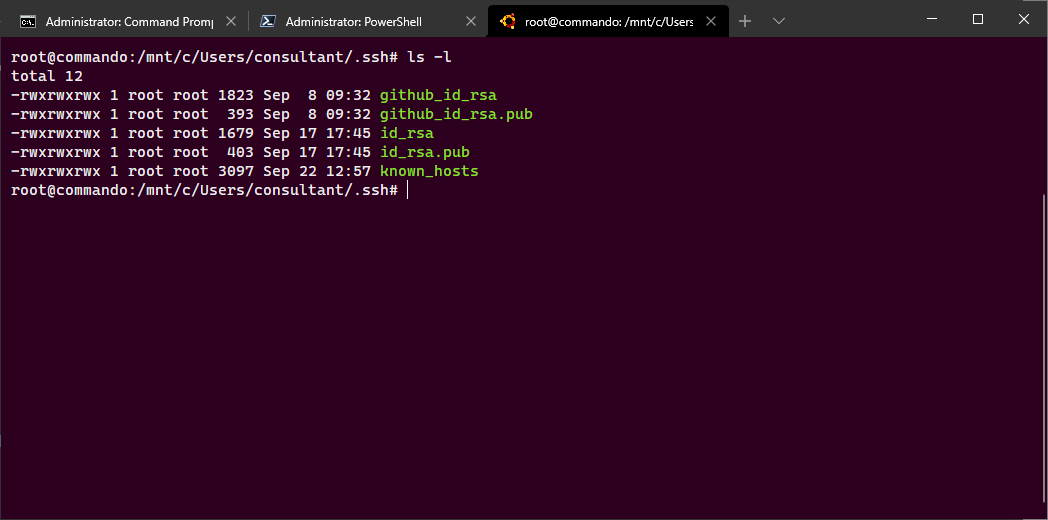 Administrator: Command Promp
Administrator: PowerShell
root@commando: /mnt/c/Users
root@commando:/mnt/c/Users/consultant/.ssh# ls -l
total 12
-rwxrwxrwx 1 root root 1823 Sep  8 09:32 github_id_rsa
-rwxrwxrwx 1 root root  393 Sep  8 09:32 github_id_rsa.pub
-rwxrwxrwx 1 root root 1679 Sep 17 17:45 id_rsa
-rwxrwxrwx 1 root root  403 Sep 17 17:45 id_rsa.pub
-rwxrwxrwx 1 root root 3097 Sep 22 12:57 known_hosts
root@commando:/mnt/c/Users/consultant/.ssh#